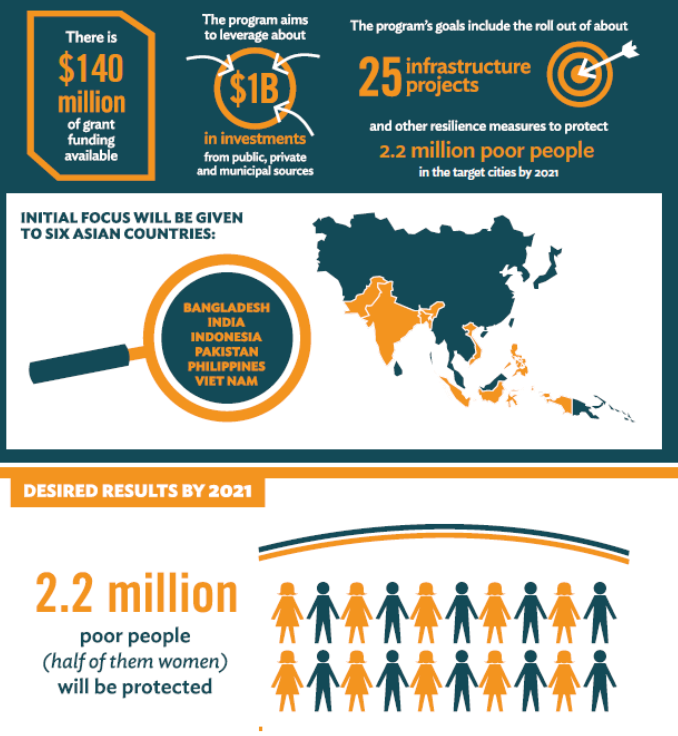 There is
$140
million
of grant
funding
available
The program aims
to leverage about
$1B
in investments
from public, private
and municipal sources
The program's goals include the roll out of about
25 infrastructure
projects
and other resilience measures to protect
2.2 million poor people
in the target cities by 2021
INITIAL FOCUS WILL BE GIVEN
TO SIX ASIAN COUNTRIES:
BANGLADESH
INDIA
INDONESIA
PAKISTAN
PHILIPPINES
VIET NAM
DESIRED RESULTS BY 2021
2.2 million
poor people
(half of them women)
will be protected